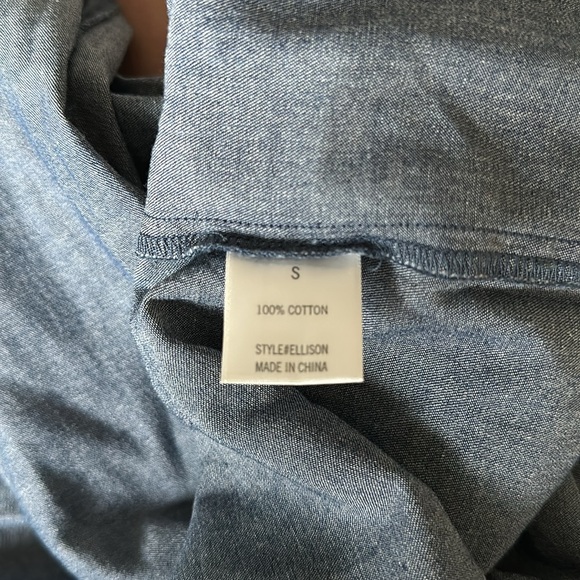 S
100% COTTON
STYLE#ELLISON
MADE IN CHINA